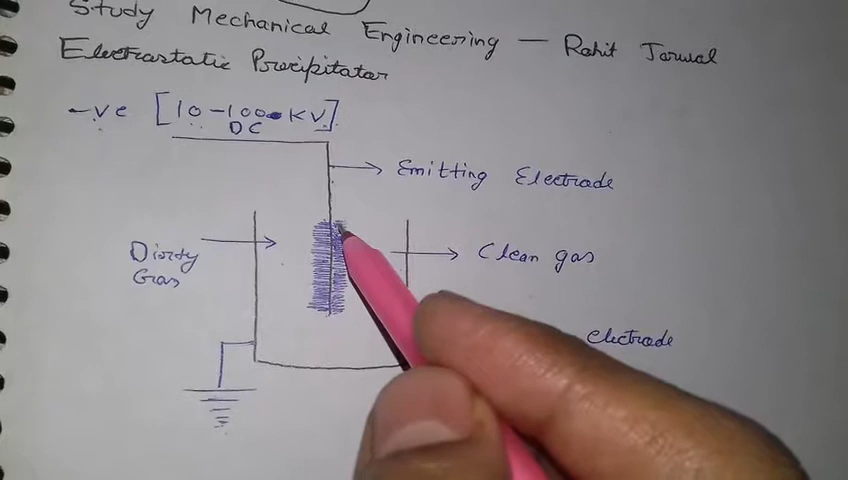 Study Mechanical Engineering - Rohit Jarwal
Electrostatic Precipitator
-ve [10-100 KV]
DC
Emitting Electrode
Dirty
Gas
Clean gas
electrode